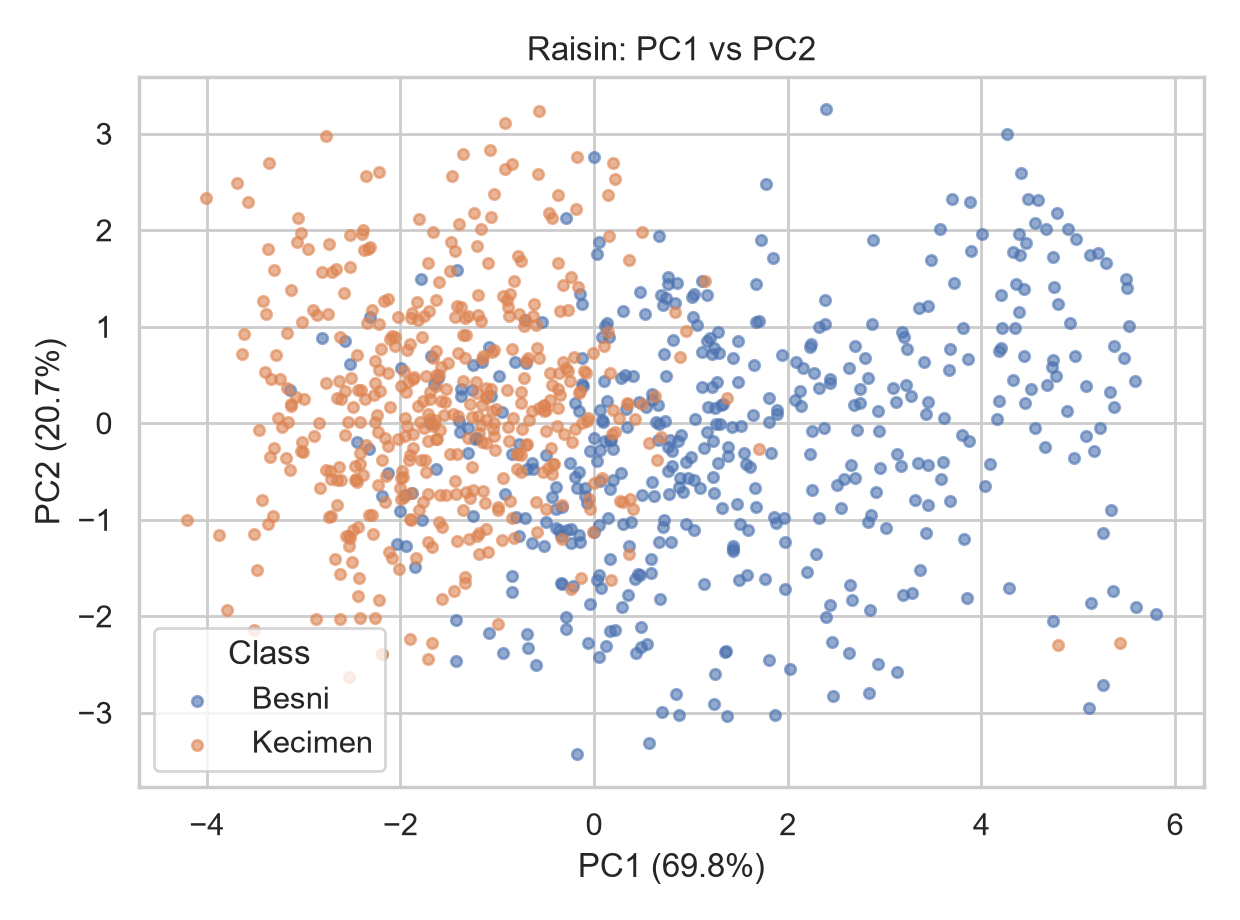 Raisin: PC1 vs PC2
3
2
1
0
−1
−2
−3
PC2 (20.7%)
Class
Besni
Kecimen
−4 −2 0 2 4 6
PC1 (69.8%)